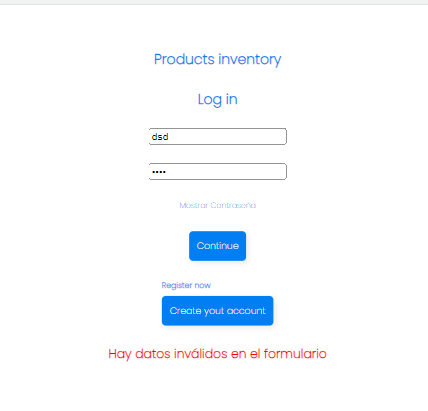 Products inventory
Log in
dsd
••••
Mostrar Contraseña
Continue
Register now
Create yout account
Hay datos inválidos en el formulario